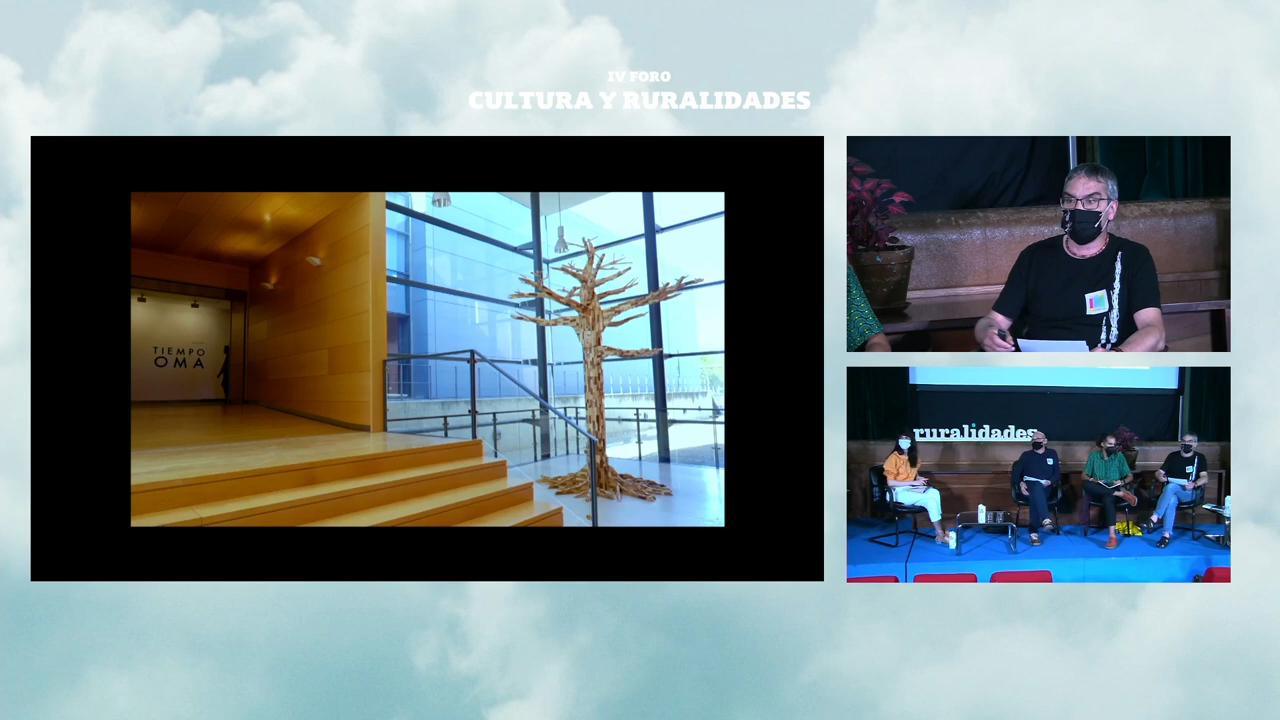 IV FORO
CULTURA Y RURALIDADES
TIEMPO
OMA
ruralidades